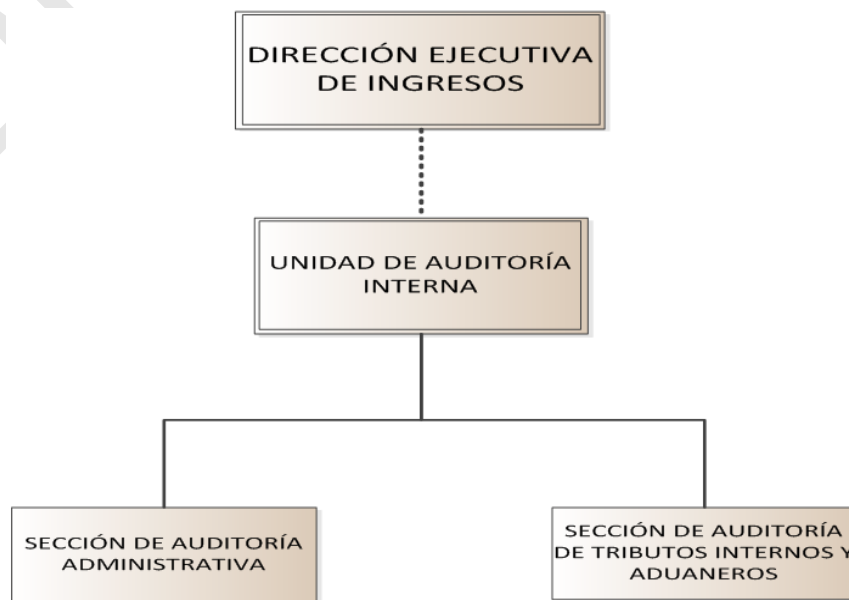 DIRECCIÓN EJECUTIVA
DE INGRESOS
UNIDAD DE AUDITORÍA
INTERNA
SECCIÓN DE AUDITORÍA
ADMINISTRATIVA
SECCIÓN DE AUDITORÍA
DE TRIBUTOS INTERNOS Y
ADUANEROS